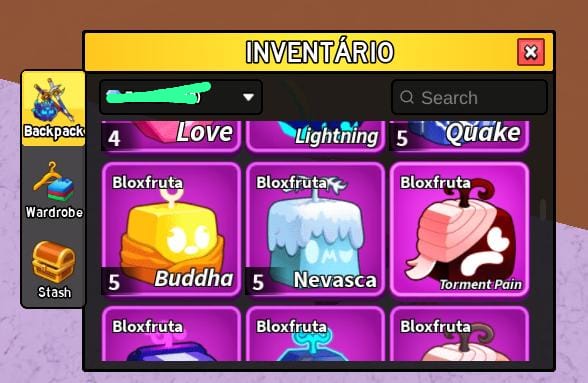 INVENTÁRIO
Backpack
Search
4 Love
Lightning
5 Quake
Wardrobe
Bloxfruta
5 Buddha
Bloxfruta
5 Nevasca
Bloxfruta
Torment Pain
Stash
Bloxfruta
Bloxfruta
Bloxfruta